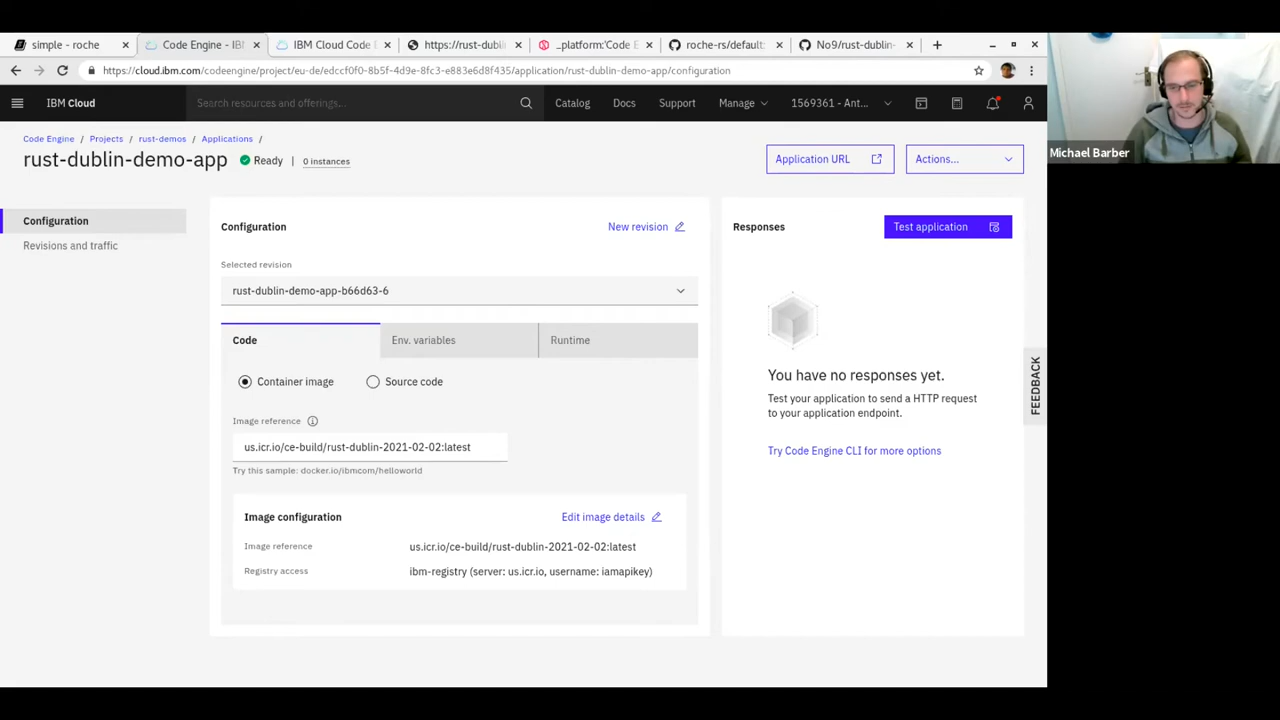 simple - roche
Code Engine - IBM
IBM Cloud Code E
https://rust-dubli
_platform:'Code E
roche-rs/default:
No9/rust-dublin-
https://cloud.ibm.com/codeengine/project/eu-de/edccf0f0-8b5f-4d9e-8fc3-e883e6d8f435/application/rust-dublin-demo-app/configuration
IBM Cloud
Search resources and offerings...
Catalog
Docs
Support
Manage
1569361 - Ant...
Michael Barber
Code Engine / Projects / rust-demos / Applications /
rust-dublin-demo-app
Ready | 0 instances
Application URL
Actions...
Configuration
Revisions and traffic
Configuration
New revision
Selected revision
rust-dublin-demo-app-b66d63-6
Code
Env. variables
Runtime
Container image
Source code
Image reference
us.icr.io/ce-build/rust-dublin-2021-02-02:latest
Try this sample: docker.io/ibmcom/helloworld
Image configuration
Edit image details
Image reference
us.icr.io/ce-build/rust-dublin-2021-02-02:latest
Registry access
ibm-registry (server: us.icr.io, username: iamapikey)
Responses
Test application
You have no responses yet.
Test your application to send a HTTP request
to your application endpoint.
Try Code Engine CLI for more options
FEEDBACK